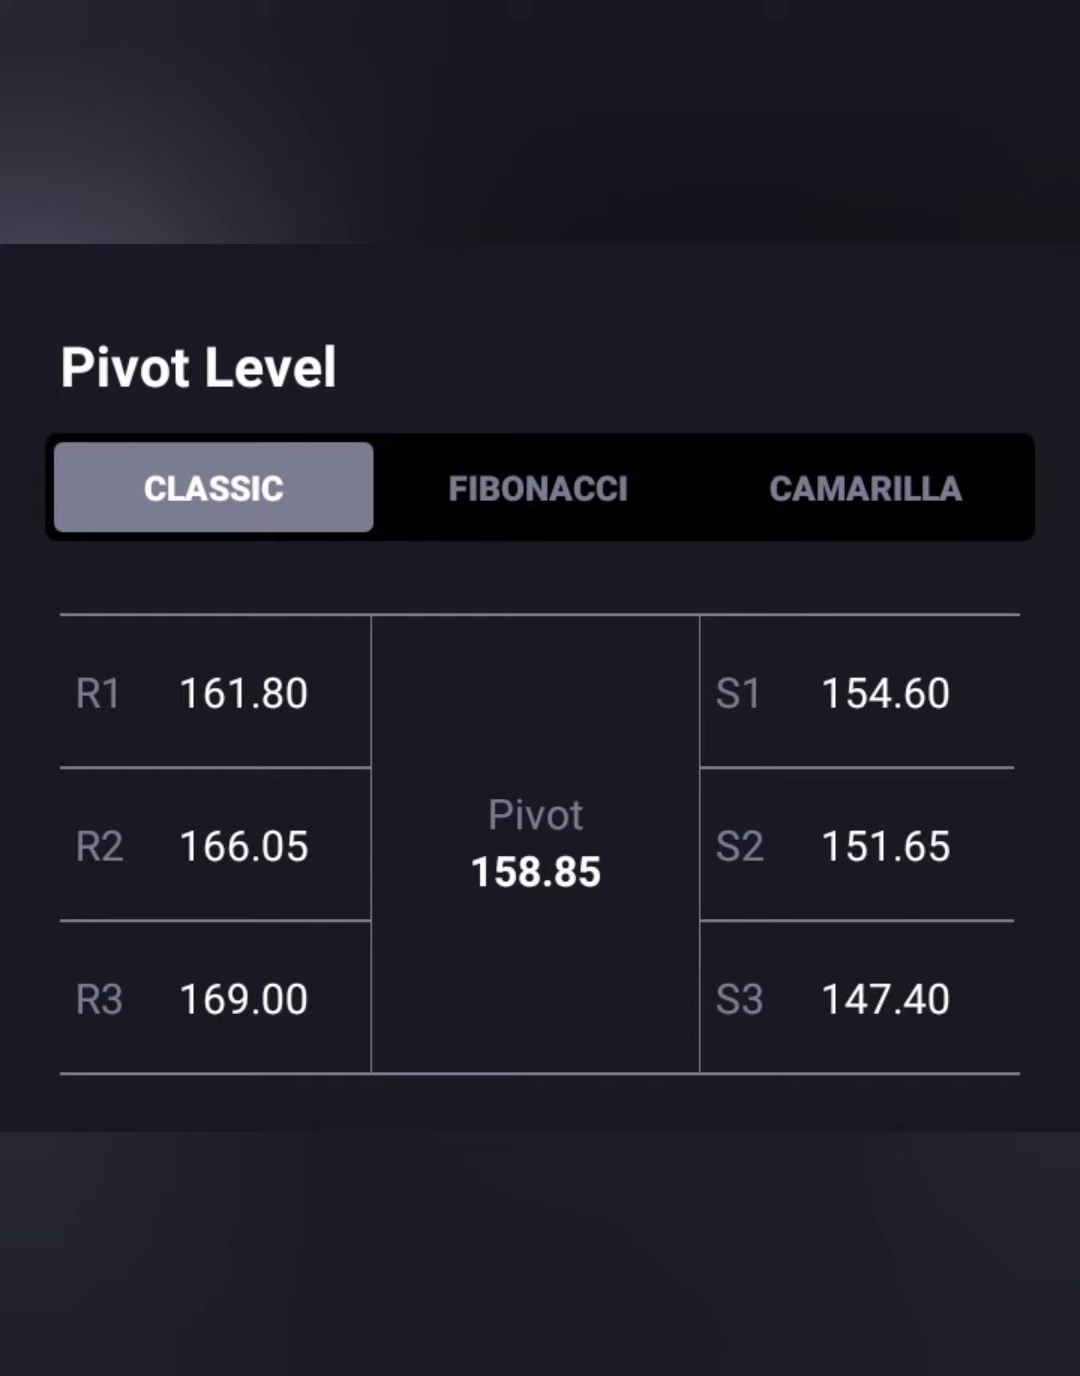 Pivot Level
CLASSIC FIBONACCI CAMARILLA
R1 161.80 S1 154.60
Pivot
R2 166.05 158.85 S2 151.65
R3 169.00 S3 147.40